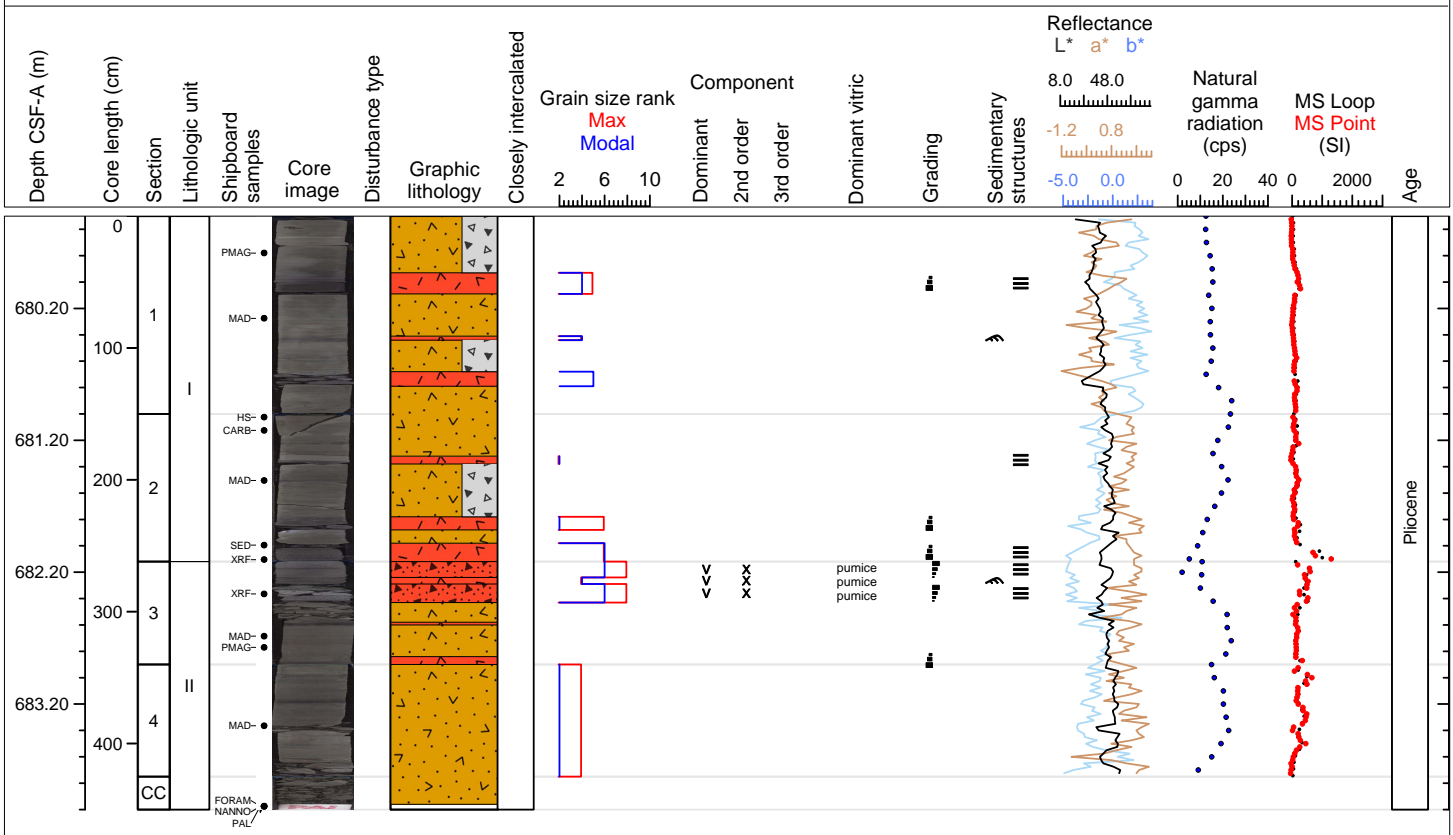 Depth CSF-A (m)
Core length (cm)
Section
Lithologic unit
Shipboard
samples
Core
image
Disturbance type
Graphic
lithology
Closely intercalated
Grain size rank
Max
Modal
2 6 10
Component
Dominant
2nd order
3rd order
Dominant vitric
Grading
Sedimentary
structures
Reflectance
L* a* b*
8.0 48.0
-1.2 0.8
-5.0 0.0
Natural
gamma
radiation
(cps)
0 20 40
MS Loop
MS Point
(SI)
0 2000
Age
0
PMAG
680.20
1
MAD
100
I
HS
CARB
681.20
MAD
200
2
SED
XRF
682.20
V X pumice
V X pumice
V X pumice
XRF
300
3
MAD
PMAG
II
683.20
4
MAD
400
CC
FORAM
NANNO
PAL
Pliocene